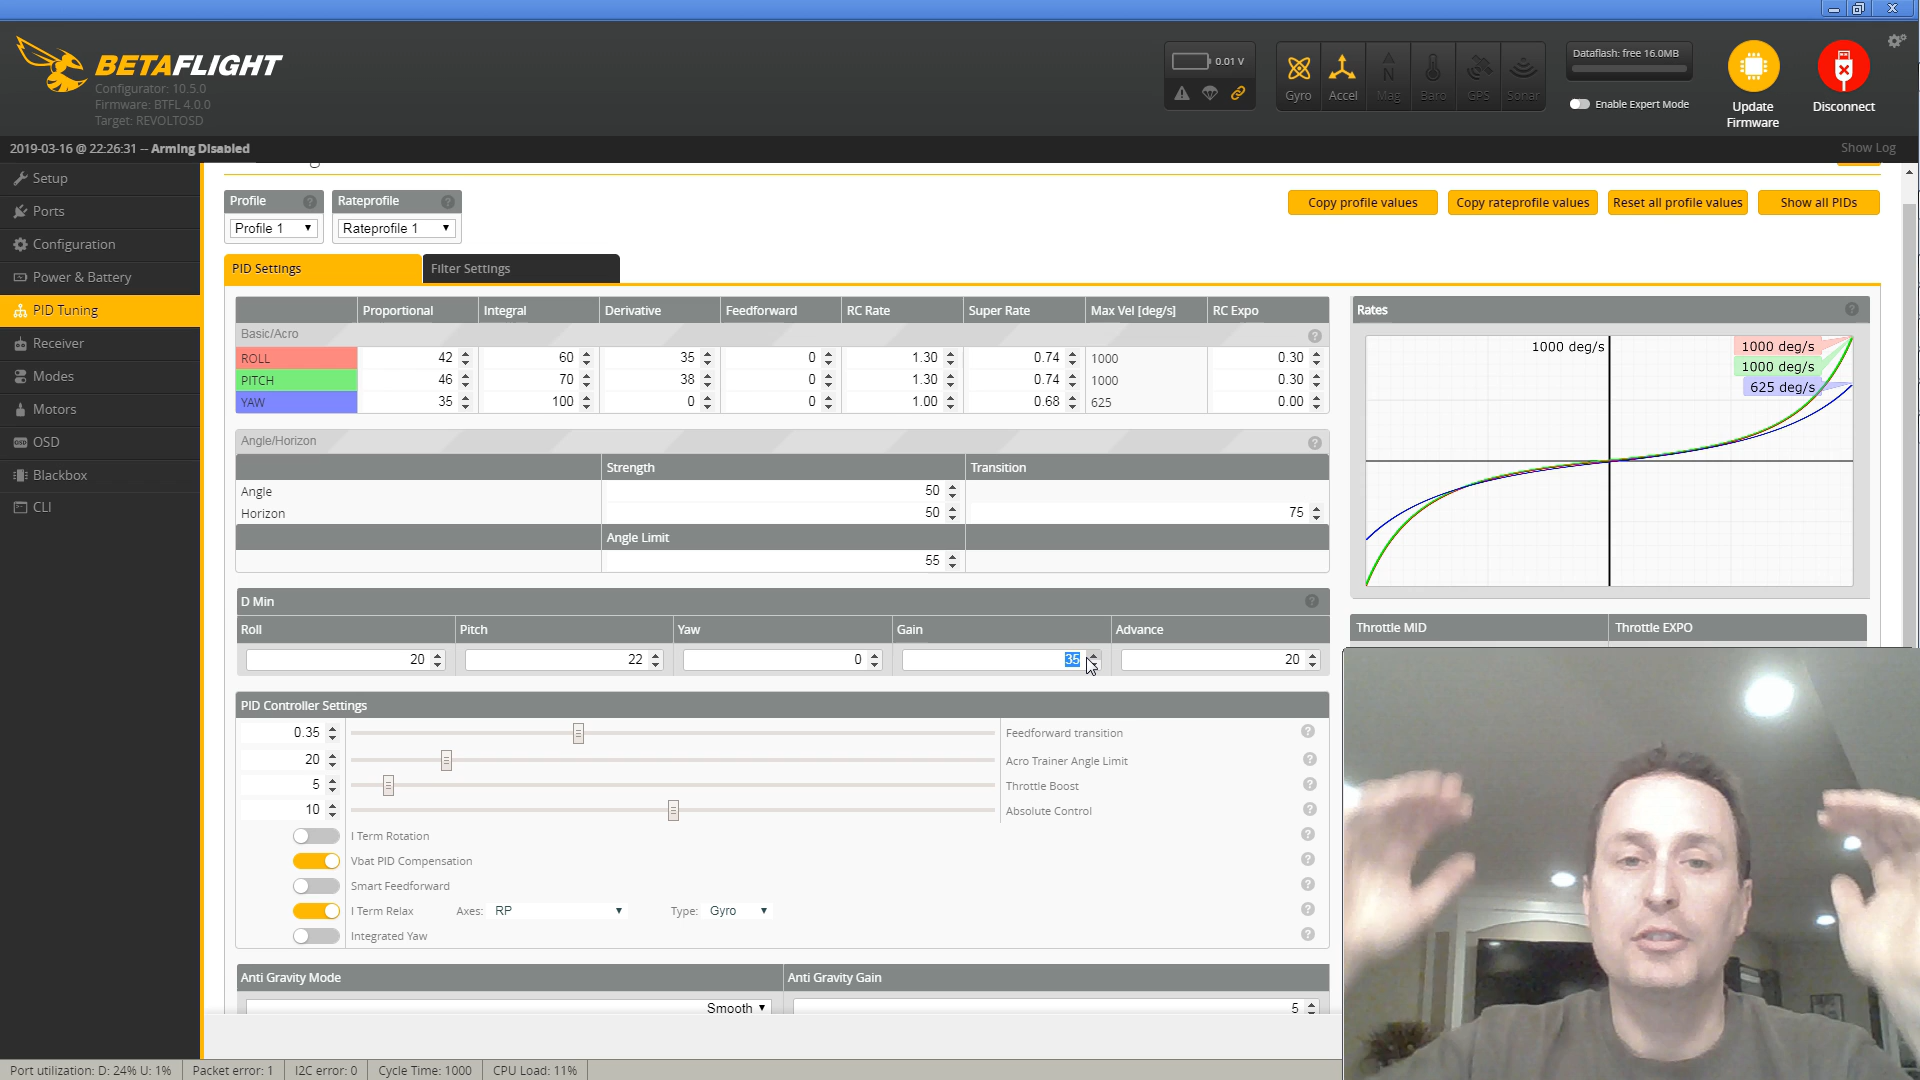 BETAFLIGHT
Configurator: 10.5.0
Firmware: BTFL 4.0.0
Target: REVOLTOSD
0.01 V
Gyro
Accel
Mag
Baro
GPS
Sonar
Dataflash: free 16.0MB
Enable Expert Mode
Update
Firmware
Disconnect
2019-03-16 @ 22:26:31 -- Arming Disabled
Show Log
Setup
Ports
Configuration
Power & Battery
PID Tuning
Receiver
Modes
Motors
OSD
Blackbox
CLI
Profile
Rateprofile
Profile 1
Rateprofile 1
Copy profile values
Copy rateprofile values
Reset all profile values
Show all PIDs
PID Settings
Filter Settings
Proportional Integral Derivative Feedforward RC Rate Super Rate Max Vel [deg/s] RC Expo
Basic/Acro
ROLL 42 60 35 0 1.30 0.74 1000 0.30
PITCH 46 70 38 0 1.30 0.74 1000 0.30
YAW 35 100 0 0 1.00 0.68 625 0.00
Angle/Horizon
Strength Transition
Angle 50
Horizon 50 75
Angle Limit
55
D Min
Roll Pitch Yaw Gain Advance
20 22 0 35 20
PID Controller Settings
0.35 Feedforward transition
20 Acro Trainer Angle Limit
5 Throttle Boost
10 Absolute Control
I Term Rotation
Vbat PID Compensation
Smart Feedforward
I Term Relax Axes: RP Type: Gyro
Integrated Yaw
Anti Gravity Mode Anti Gravity Gain
Smooth 5
Rates
1000 deg/s
1000 deg/s
1000 deg/s
625 deg/s
Throttle MID Throttle EXPO
Port utilization: D: 24% U: 1% Packet error: 1 I2C error: 0 Cycle Time: 1000 CPU Load: 11%